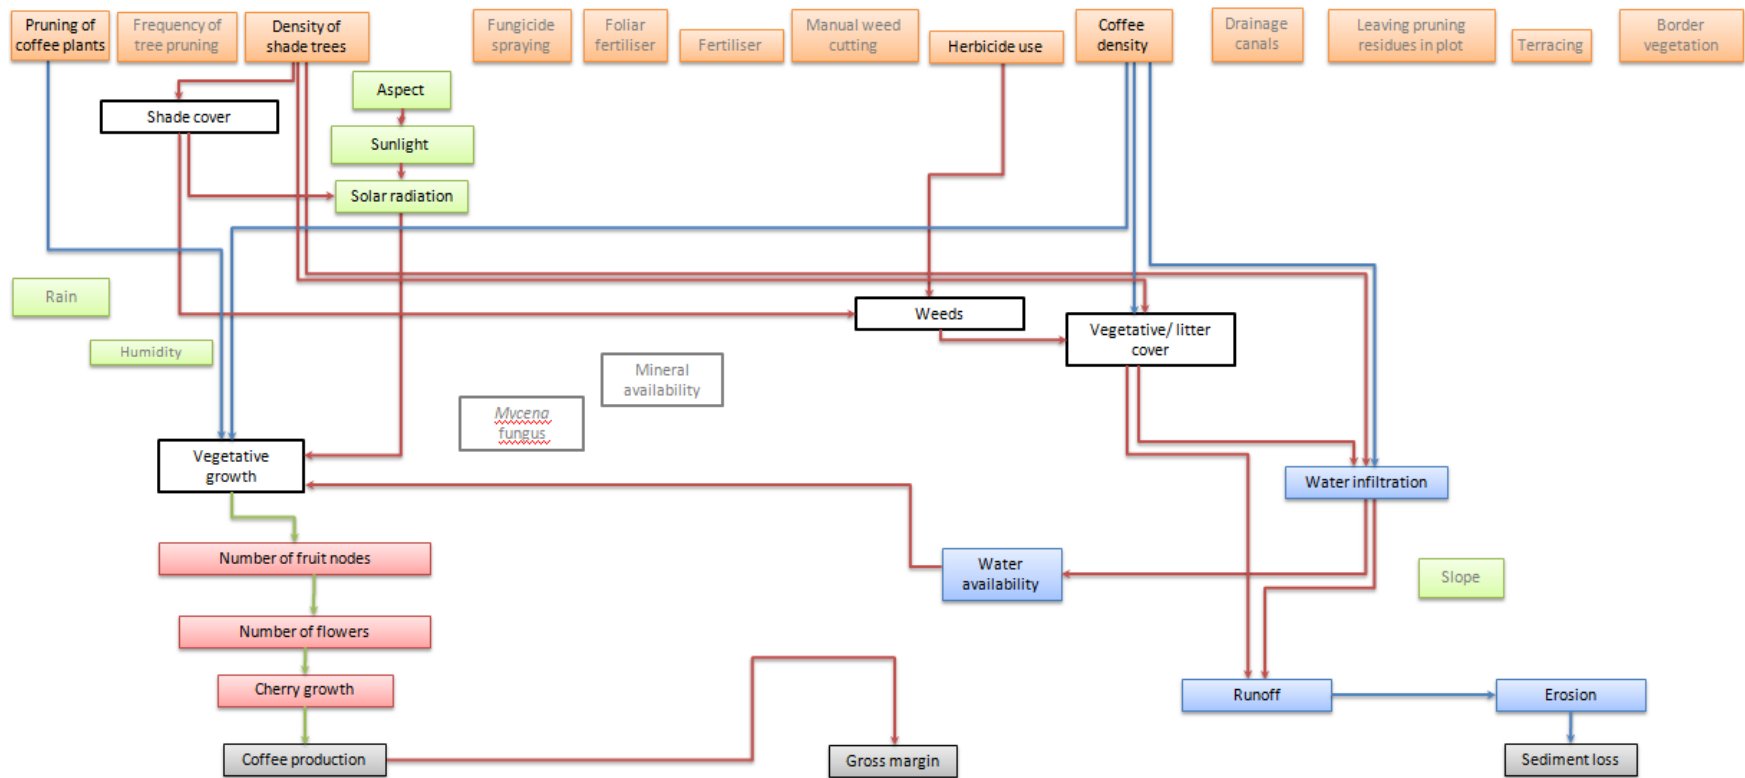 Pruning of
coffee plants
Frequency of
tree pruning
Density of
shade trees
Fungicide
spraying
Foliar
fertiliser
Fertiliser
Manual weed
cutting
Herbicide use
Coffee
density
Drainage
canals
Leaving pruning
residues in plot
Terracing
Border
vegetation
Aspect
Shade cover
Sunlight
Solar radiation
Rain
Weeds
Vegetative/ litter
cover
Humidity
Mineral
availability
Mycena
fungus
Vegetative
growth
Water infiltration
Number of fruit nodes
Water
availability
Slope
Number of flowers
Cherry growth
Runoff
Erosion
Coffee production
Gross margin
Sediment loss